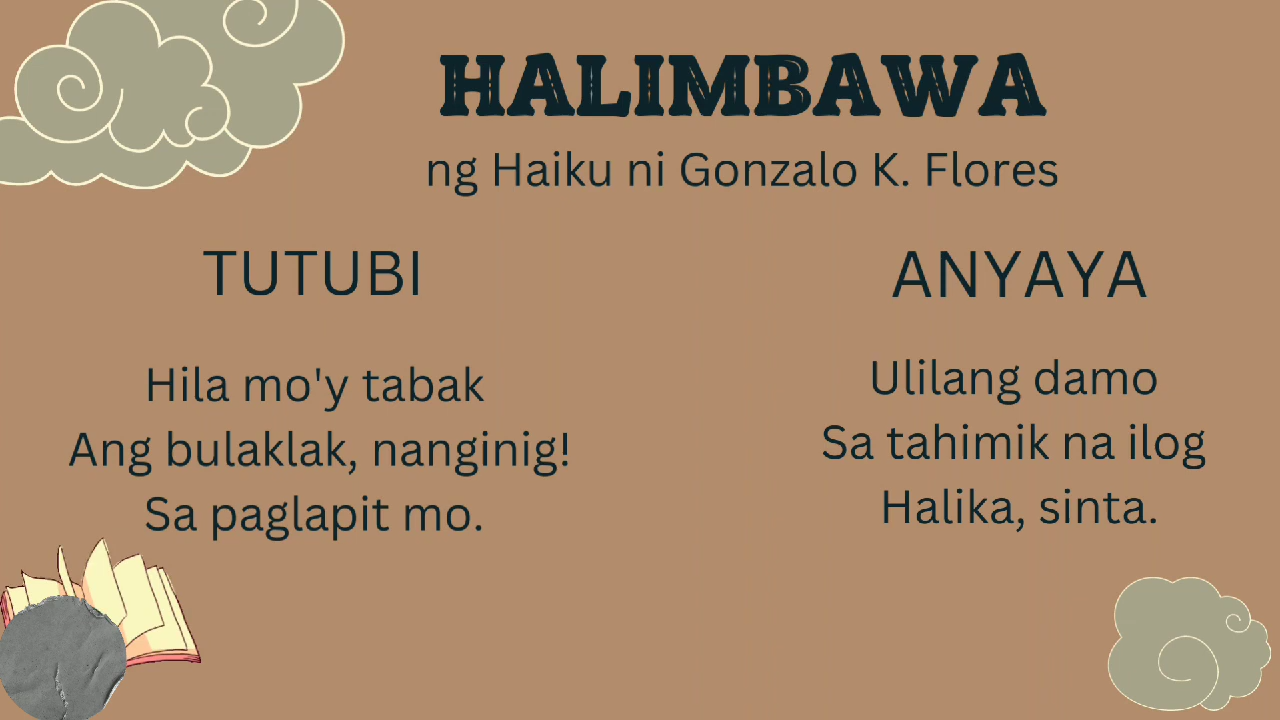 HALIMBAWA
ng Haiku ni Gonzalo K. Flores
TUTUBI
Hila mo'y tabak
Ang bulaklak, nanginig!
Sa paglapit mo.
ANYAYA
Ulilang damo
Sa tahimik na ilog
Halika, sinta.